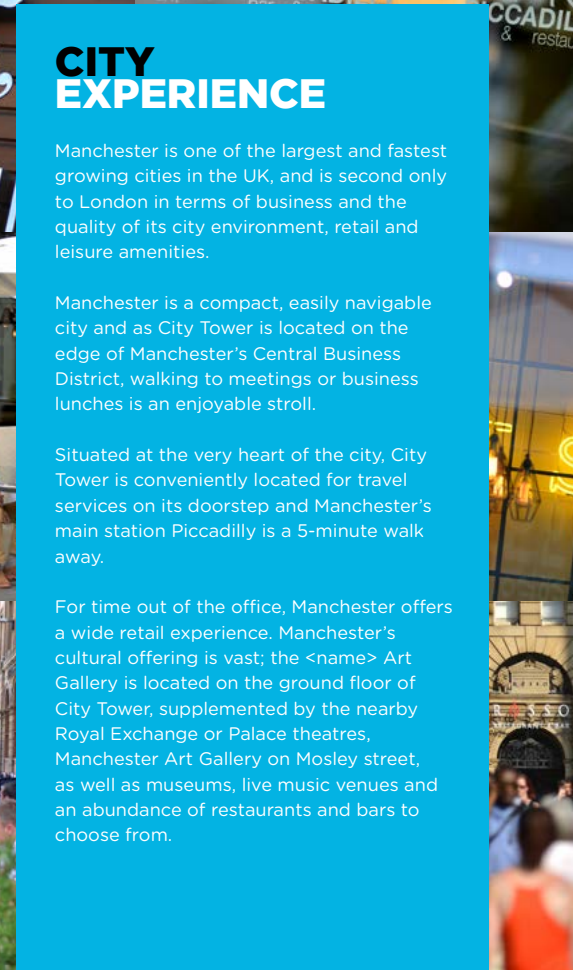 CITY
EXPERIENCE
Manchester is one of the largest and fastest
growing cities in the UK, and is second only
to London in terms of business and the
quality of its city environment, retail and
leisure amenities.
Manchester is a compact, easily navigable
city and as City Tower is located on the
edge of Manchester’s Central Business
District, walking to meetings or business
lunches is an enjoyable stroll.
Situated at the very heart of the city, City
Tower is conveniently located for travel
services on its doorstep and Manchester’s
main station Piccadilly is a 5-minute walk
away.
For time out of the office, Manchester offers
a wide retail experience. Manchester’s
cultural offering is vast; the <name> Art
Gallery is located on the ground floor of
City Tower, supplemented by the nearby
Royal Exchange or Palace theatres,
Manchester Art Gallery on Mosley street,
as well as museums, live music venues and
an abundance of restaurants and bars to
choose from.
CCADIL
& restau
R SSO
RESTAURANT & BAR